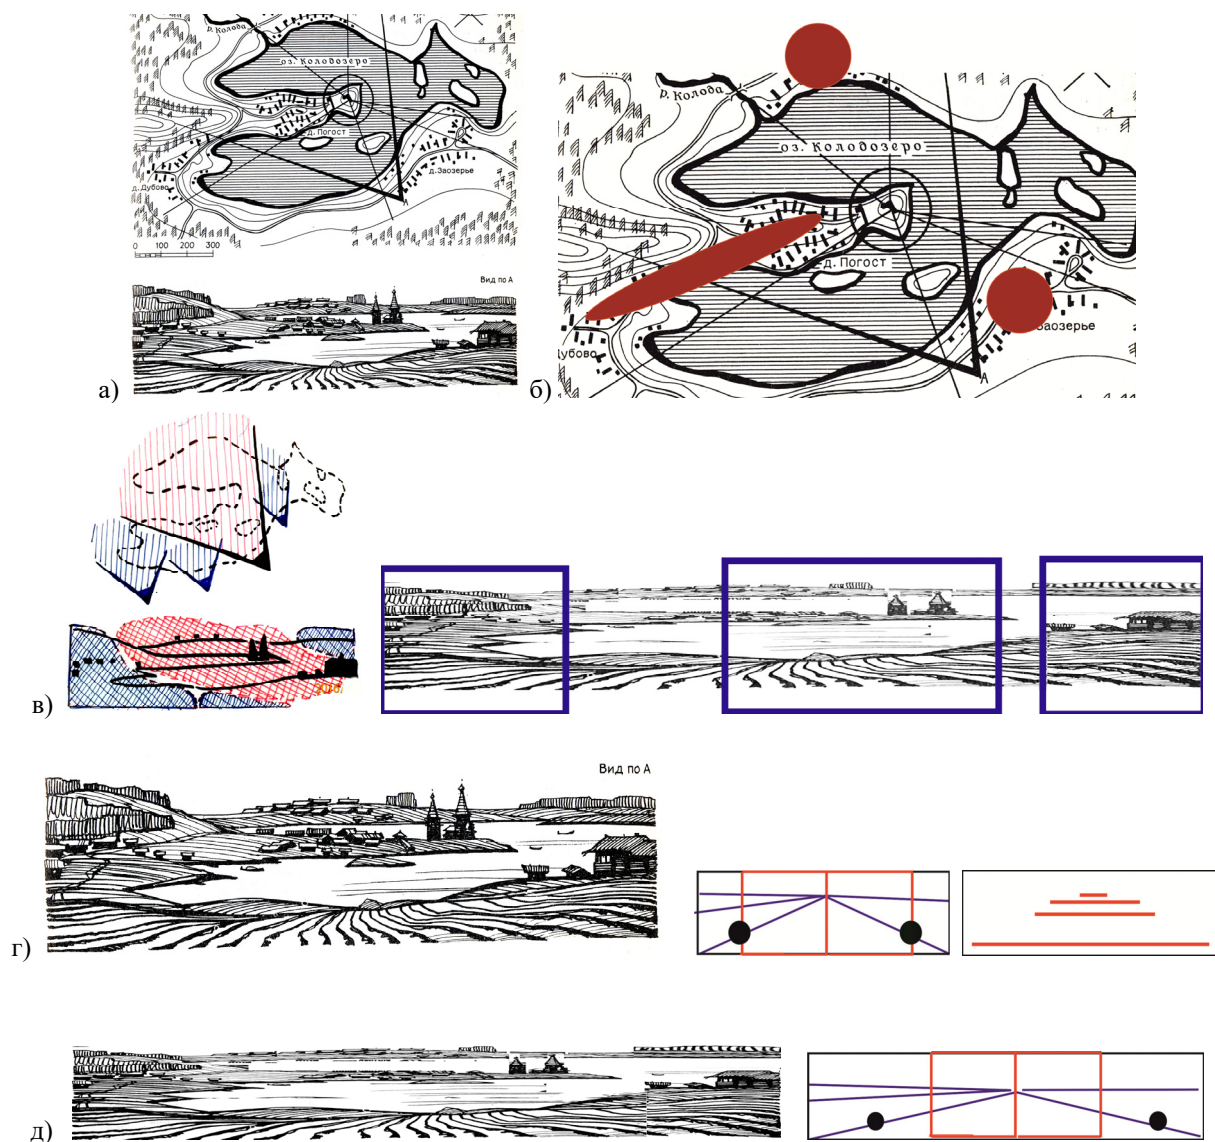 р. Колода
оз. Колодозеро
д. Погост
д. Заозерье
д. Дубово
А
0 100 200 300
Вид по А
а)
р. Колода
оз. Колодозеро
д. Погост
Заозерье
Дубово
А
б)
в)
Вид по А
г)
д)